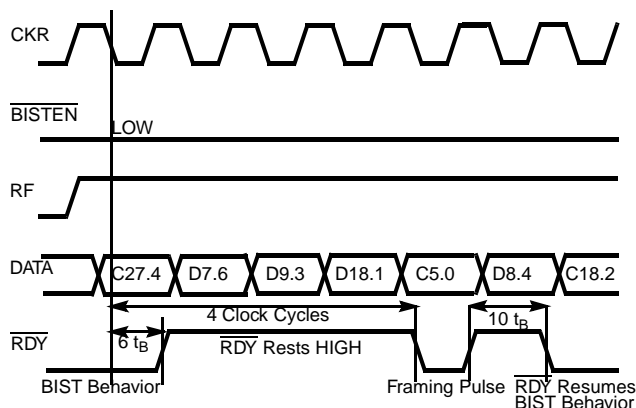 CKR
BISTEN
LOW
RF
DATA C27.4 D7.6 D9.3 D18.1 C5.0 D8.4 C18.2
4 Clock Cycles
10 tB
RDY 6 tB RDY Rests HIGH
BIST Behavior Framing Pulse RDY Resumes
BIST Behavior